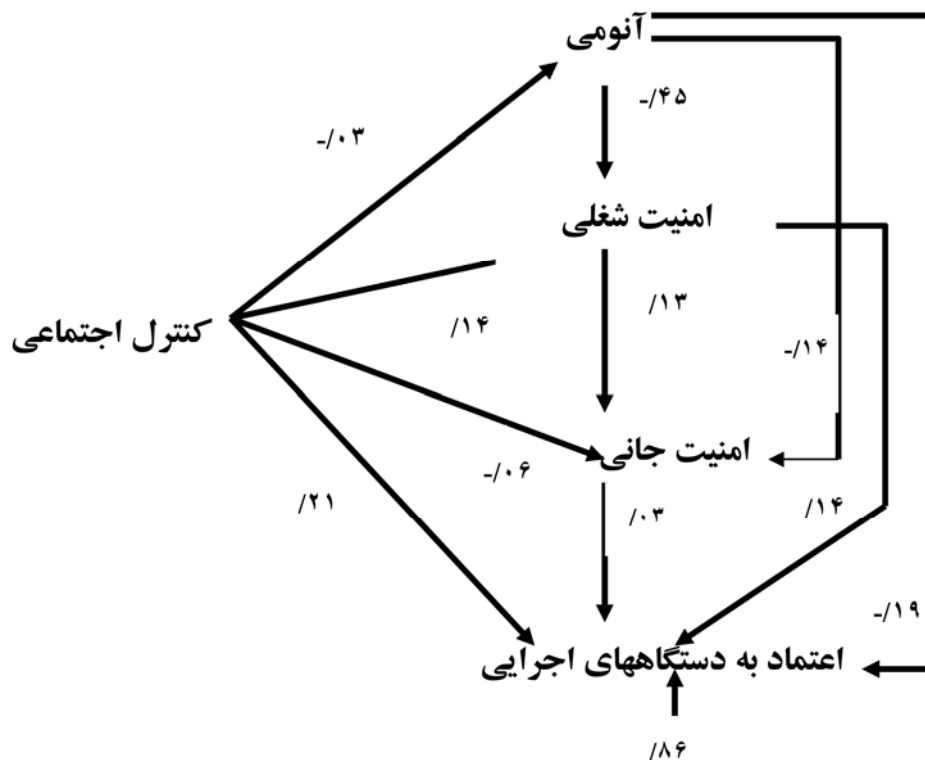 آنومی
-/۴۵
-/۰۳
امنیت شغلی
/۱۳
/۱۴
کنترل اجتماعی
-/۱۴
امنیت جانی
-/۰۶
/۲۱
/۰۳
/۱۴
-/۱۹
اعتماد به دستگاههای اجرایی
/۸۶